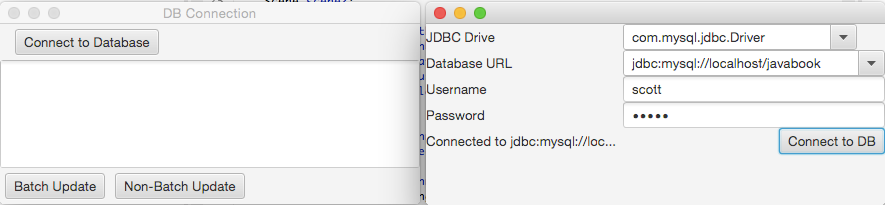 DB Connection
Connect to Database
Batch Update Non-Batch Update
JDBC Drive com.mysql.jdbc.Driver
Database URL jdbc:mysql://localhost/javabook
Username scott
Password •••••
Connected to jdbc:mysql://loc... Connect to DB